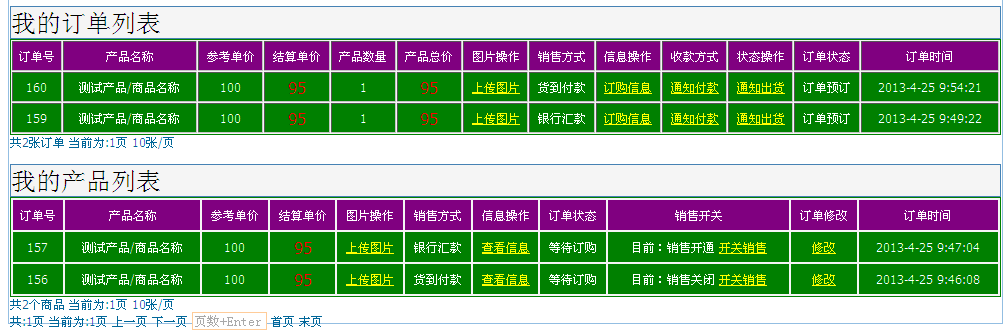 我的订单列表
订单号 产品名称 参考单价 结算单价 产品数量 产品总价 图片操作 销售方式 信息操作 收款方式 状态操作 订单状态 订单时间
160 测试产品/商品名称 100 95 1 95 上传图片 货到付款 订购信息 通知付款 通知出货 订单预订 2013-4-25 9:54:21
159 测试产品/商品名称 100 95 1 95 上传图片 银行汇款 订购信息 通知付款 通知出货 订单预订 2013-4-25 9:49:22
共2张订单 当前为:1页 10张/页
我的产品列表
订单号 产品名称 参考单价 结算单价 图片操作 销售方式 信息操作 订单状态 销售开关 订单修改 订单时间
157 测试产品/商品名称 100 95 上传图片 银行汇款 查看信息 等待订购 目前：销售开通 开关销售 修改 2013-4-25 9:47:04
156 测试产品/商品名称 100 95 上传图片 货到付款 查看信息 等待订购 目前：销售关闭 开关销售 修改 2013-4-25 9:46:08
共2个商品 当前为:1页 10张/页
共:1页 当前为:1页 上一页 下一页 页数+Enter 首页 末页